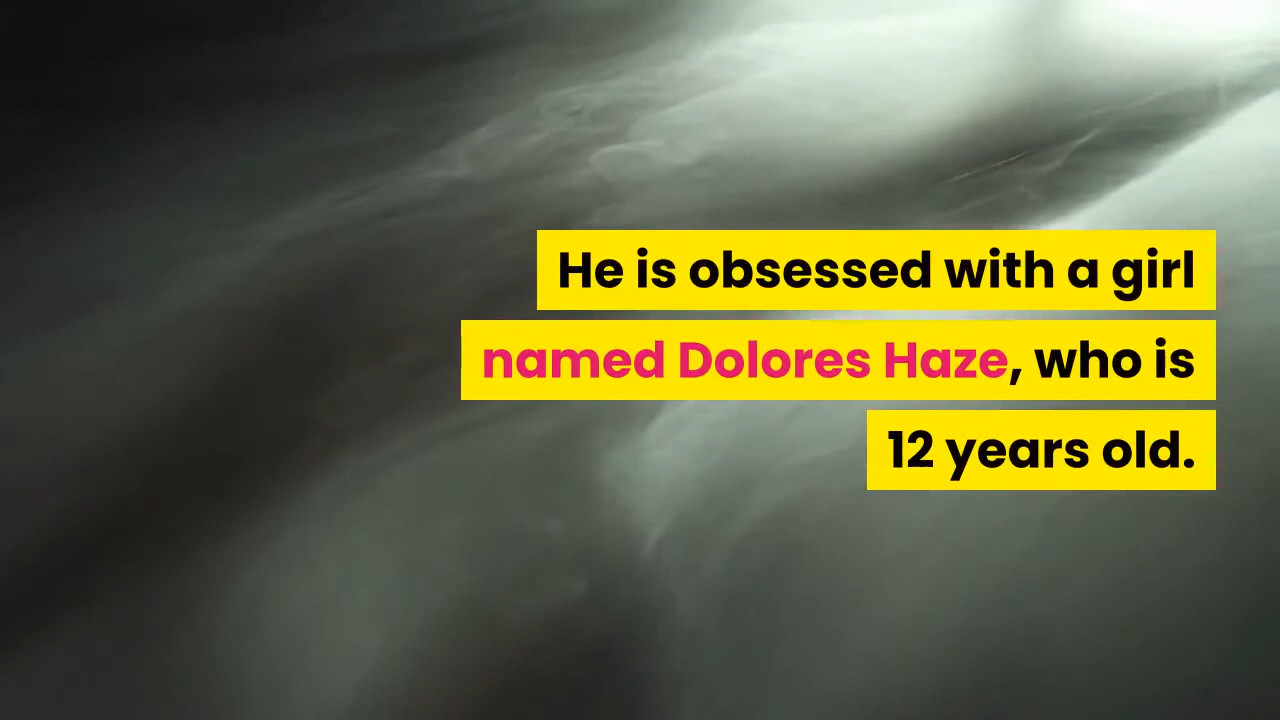 He is obsessed with a girl
named Dolores Haze, who is
12 years old.